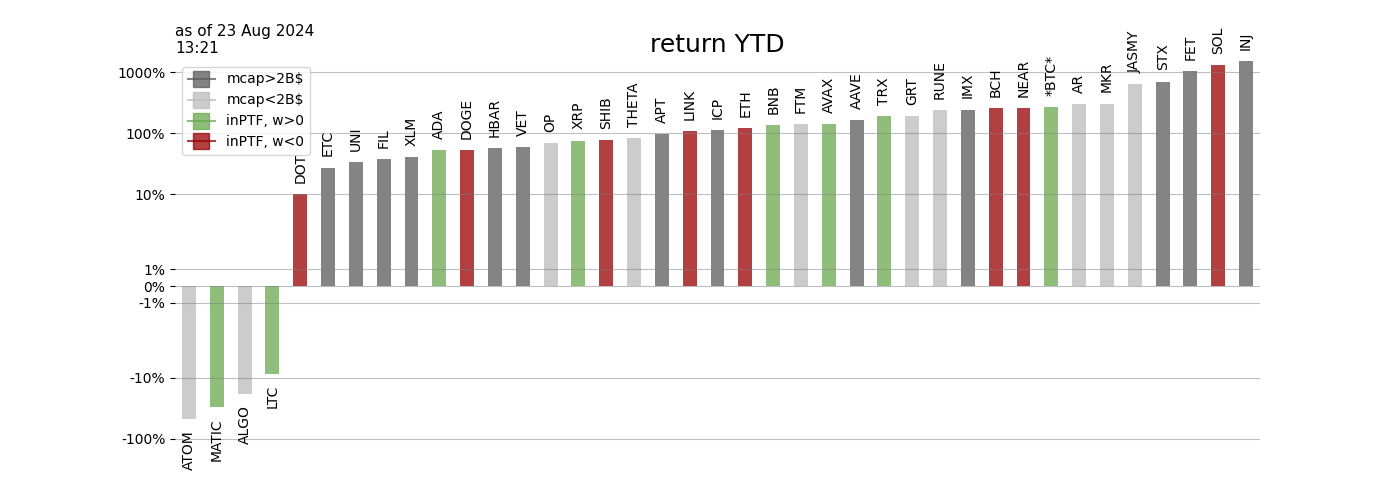 as of 23 Aug 2024
13:21
return YTD
mcap>2B$
mcap<2B$
inPTF, w>0
inPTF, w<0
1000%
100%
10%
1%
0%
-1%
-10%
-100%
ATOM
MATIC
ALGO
LTC
DOT
ETC
UNI
FIL
XLM
ADA
DOGE
HBAR
VET
OP
XRP
SHIB
THETA
APT
LINK
ICP
ETH
BNB
FTM
AVAX
AAVE
TRX
GRT
RUNE
IMX
BCH
NEAR
*BTC*
AR
MKR
JASMY
STX
FET
SOL
INJ